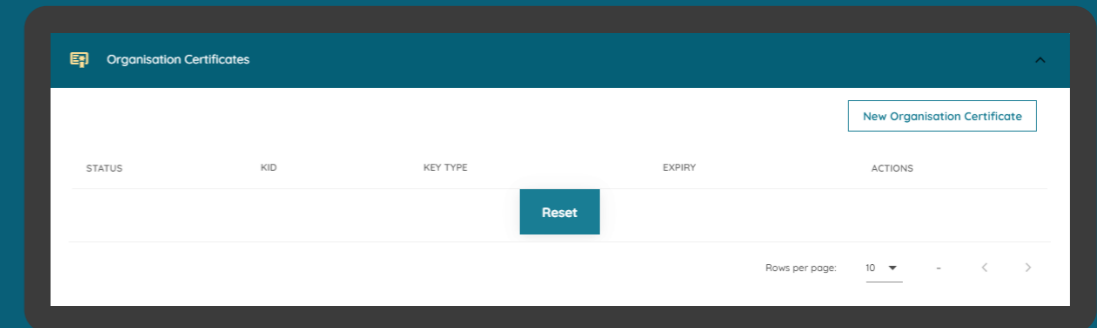 Organisation Certificates
New Organisation Certificate
STATUS KID KEY TYPE EXPIRY ACTIONS
Reset
Rows per page: 10 -